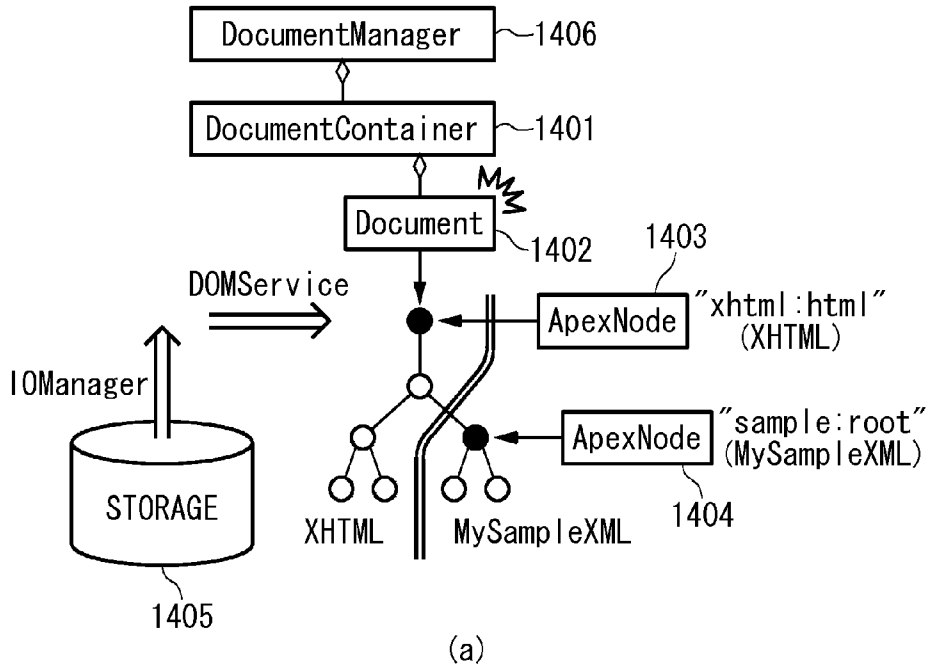 DocumentManager
1406
DocumentContainer
1401
Document
1402
1403
DOMService
ApexNode
"xhtml:html"
(XHTML)
IOManager
ApexNode
"sample:root"
(MySampleXML)
STORAGE
XHTML
MySampleXML
1404
1405
(a)